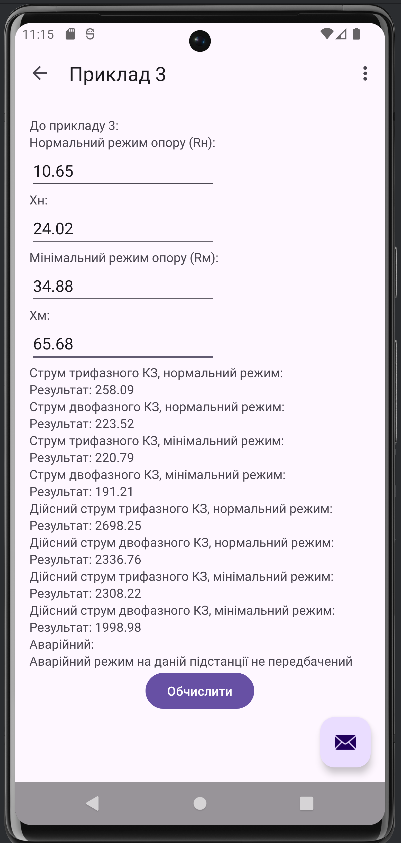 11:15
Приклад 3
До прикладу 3:
Нормальний режим опору (Rн):
10.65
Хн:
24.02
Мінімальний режим опору (Rм):
34.88
Хм:
65.68
Струм трифазного КЗ, нормальний режим:
Результат: 258.09
Струм двофазного КЗ, нормальний режим:
Результат: 223.52
Струм трифазного КЗ, мінімальний режим:
Результат: 220.79
Струм двофазного КЗ, мінімальний режим:
Результат: 191.21
Дійсний струм трифазного КЗ, нормальний режим:
Результат: 2698.25
Дійсний струм двофазного КЗ, нормальний режим:
Результат: 2336.76
Дійсний струм трифазного КЗ, мінімальний режим:
Результат: 2308.22
Дійсний струм двофазного КЗ, мінімальний режим:
Результат: 1998.98
Аварійний:
Аварійний режим на даній підстанції не передбачений
Обчислити